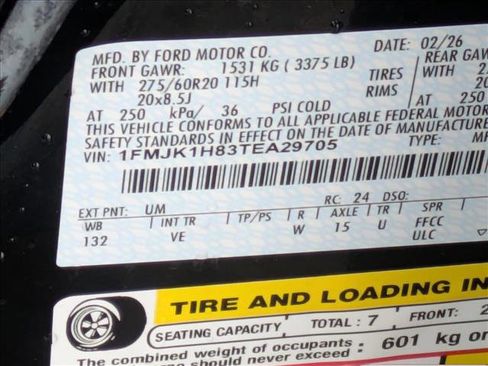 MFD. BY FORD MOTOR CO.
DATE: 02/26
FRONT GAWR: 1531 KG ( 3375 LB)
REAR GAW
WITH 275/60R20 115H
TIRES
20x8.5J
RIMS
AT 250 kPa/ 36 PSI COLD
AT 250
THIS VEHICLE CONFORMS TO ALL APPLICABLE FEDERAL MOTOR
SAFETY STANDARDS IN EFFECT ON THE DATE OF MANUFACTURE
VIN: 1FMJK1H83TEA29705
TYPE:
EXT PNT: UM
RC: 24 DSO:
WB INT TR TP/PS R AXLE TR SPR
132 VE W 15 U FFCC
ULC
TIRE AND LOADING IN
SEATING CAPACITY TOTAL: 7 FRONT: 2
The combined weight of occupants
should never exceed : 601 kg or